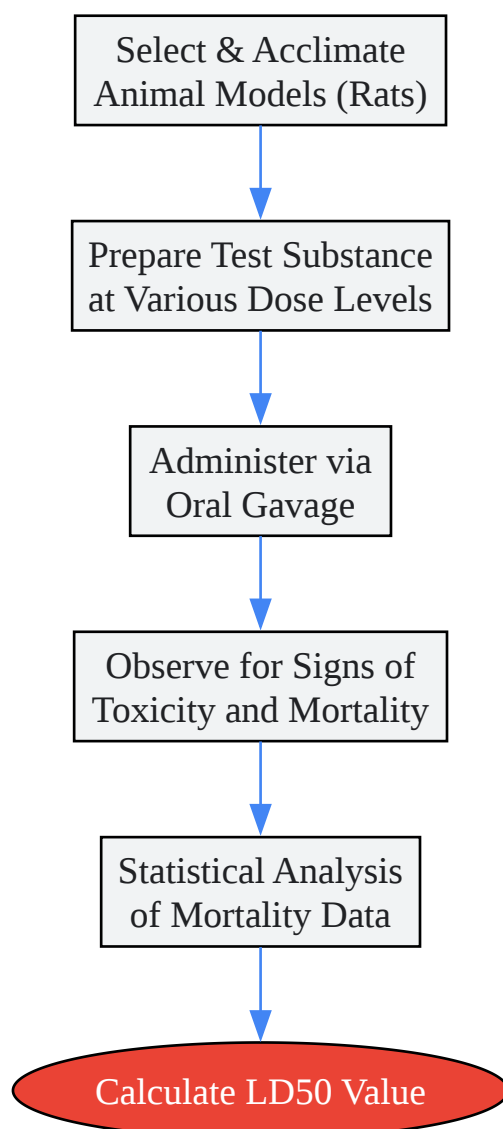 Select & Acclimate
Animal Models (Rats)
Prepare Test Substance
at Various Dose Levels
Administer via
Oral Gavage
Observe for Signs of
Toxicity and Mortality
Statistical Analysis
of Mortality Data
Calculate LD50 Value